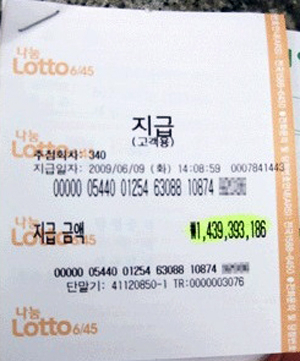 나눔
Lotto 6/45
지급
(고객용)
추첨회차: 340
지급일자: 2009/06/09 (화) 14:08:59 0007841443
00000 05440 01254 63088 10874
나눔
Lotto 6/45
지급 금액 ₩1,439,393,186
00000 05440 01254 63088 10874
단말기: 41120850-1 TR:0000003076
나눔
Lotto 6/45